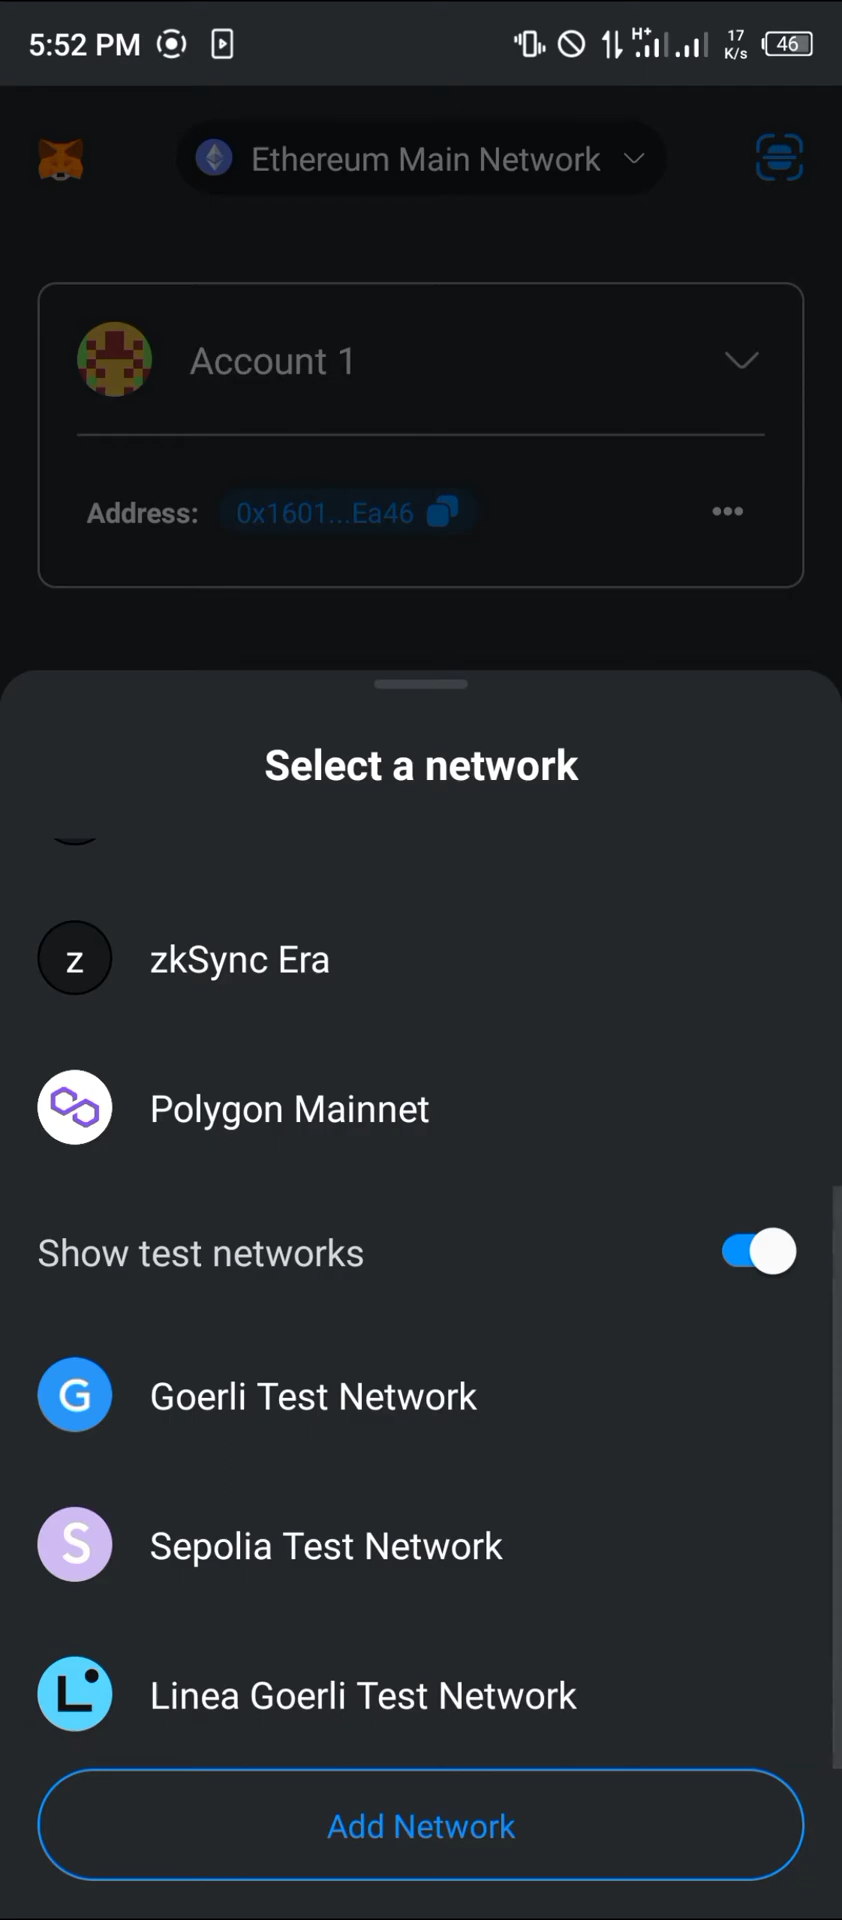 5:52 PM
H+
17
K/s
46
Ethereum Main Network
Account 1
Address: 0x1601...Ea46
Select a network
z zkSync Era
Polygon Mainnet
Show test networks
G Goerli Test Network
S Sepolia Test Network
L Linea Goerli Test Network
Add Network